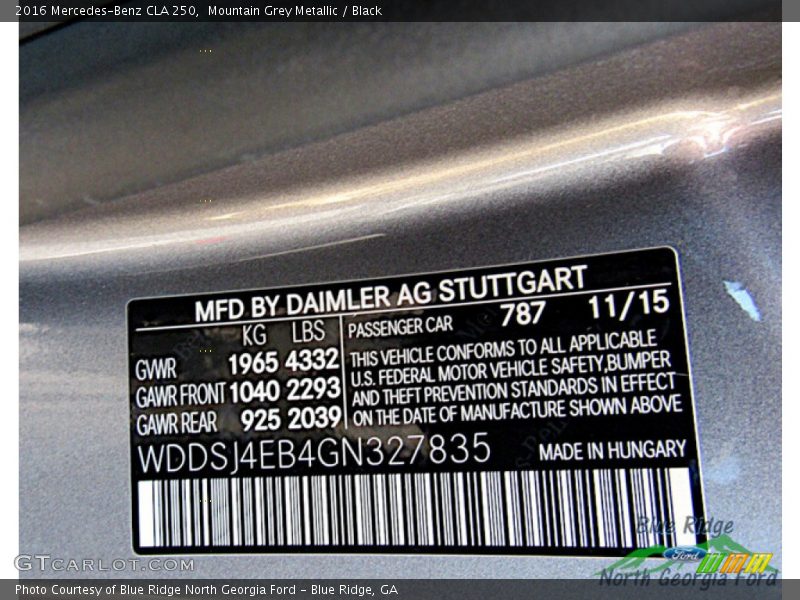 2016 Mercedes-Benz CLA 250,  Mountain Grey Metallic / Black
MFD BY DAIMLER AG STUTTGART
KG LBS PASSENGER CAR 787 11/15
GVWR 1965 4332
GAWR FRONT 1040 2293
GAWR REAR 925 2039
THIS VEHICLE CONFORMS TO ALL APPLICABLE
U.S. FEDERAL MOTOR VEHICLE SAFETY,BUMPER
AND THEFT PREVENTION STANDARDS IN EFFECT
ON THE DATE OF MANUFACTURE SHOWN ABOVE
WDDSJ4EB4GN327835 MADE IN HUNGARY
Blue Ridge
Ford
North Georgia Ford
GTcarlot.com
Photo Courtesy of Blue Ridge North Georgia Ford - Blue Ridge, GA